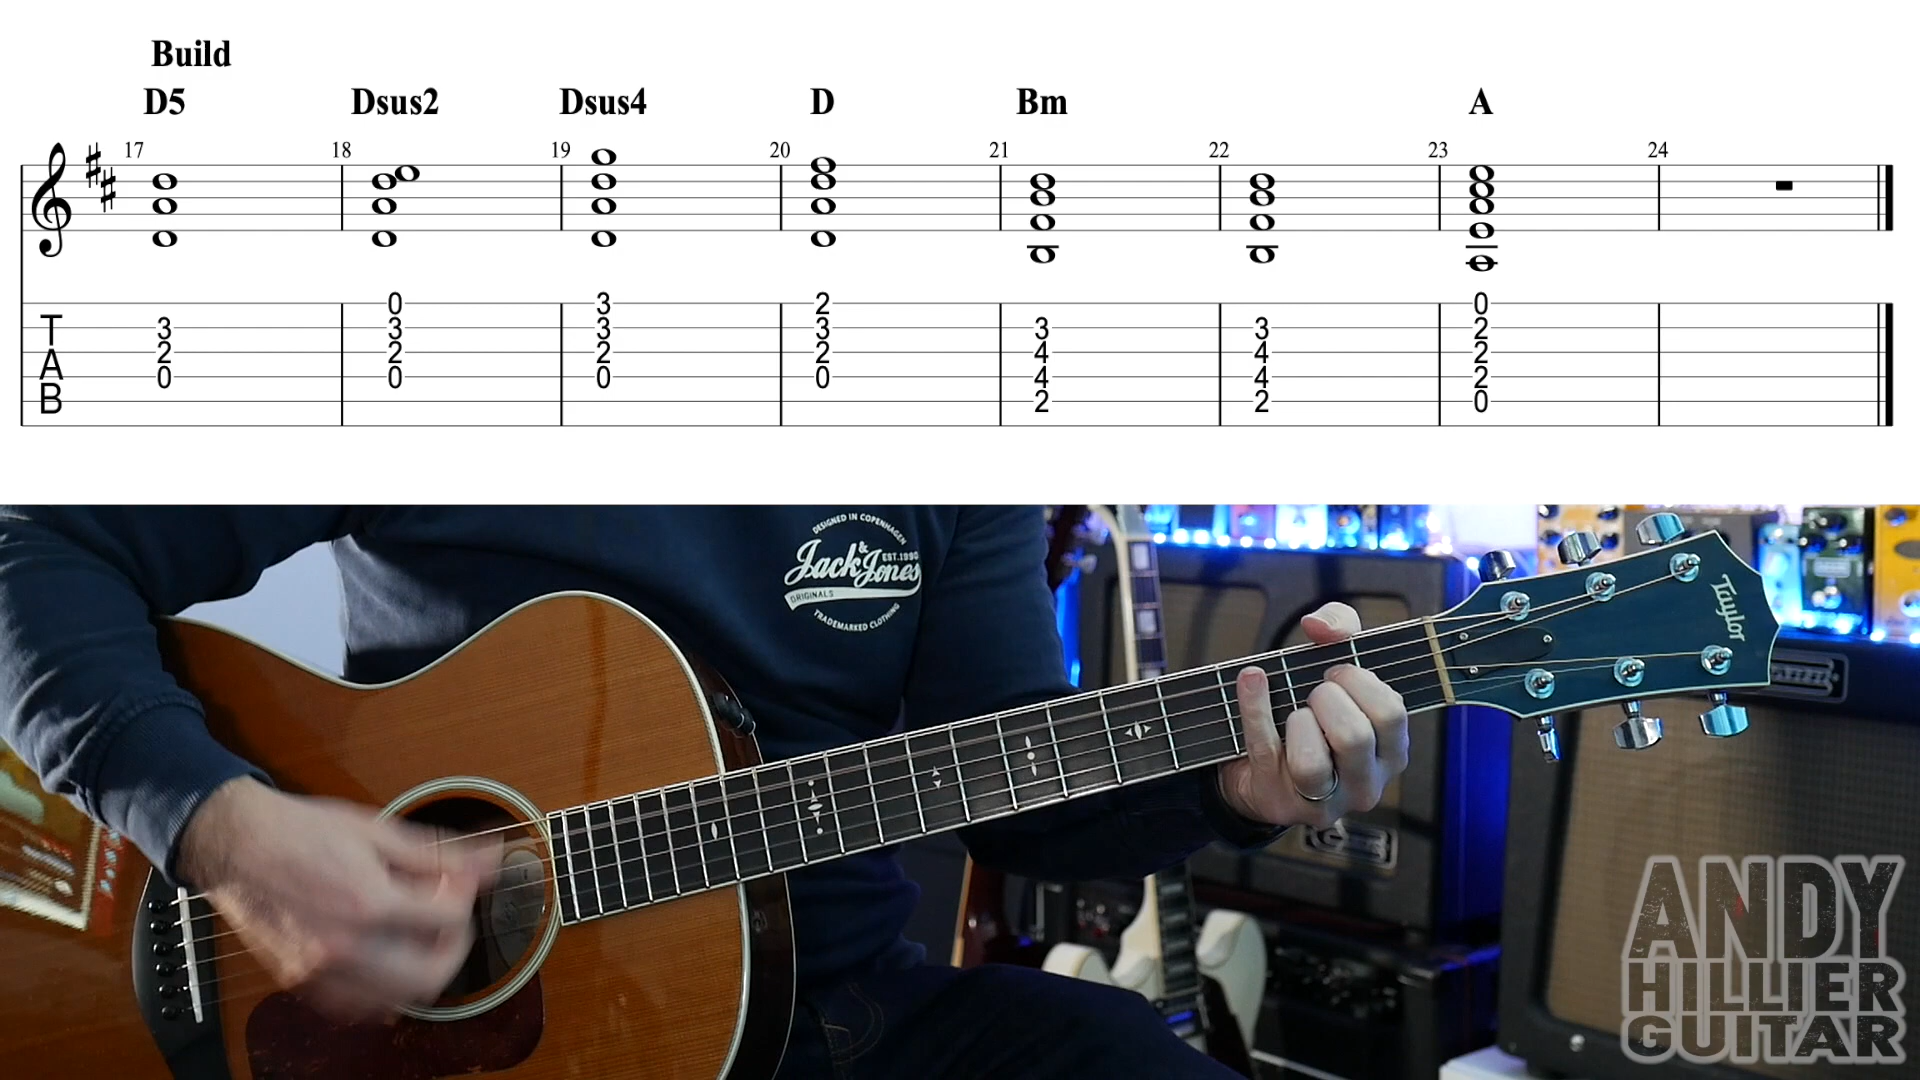 Build
D5 Dsus2 Dsus4 D Bm A
17 18 19 20 21 22 23 24
0 3 2 0
T 3 3 3 3 3 3 2
A 2 2 2 2 4 4 2
0 0 0 0 4 4 2
B 2 2 0
DESIGNED IN COPENHAGEN
& EST.1990
Jack Jones
ORIGINALS
TRADEMARKED CLOTHING
Taylor
ANDY
HILLIER
GUITAR